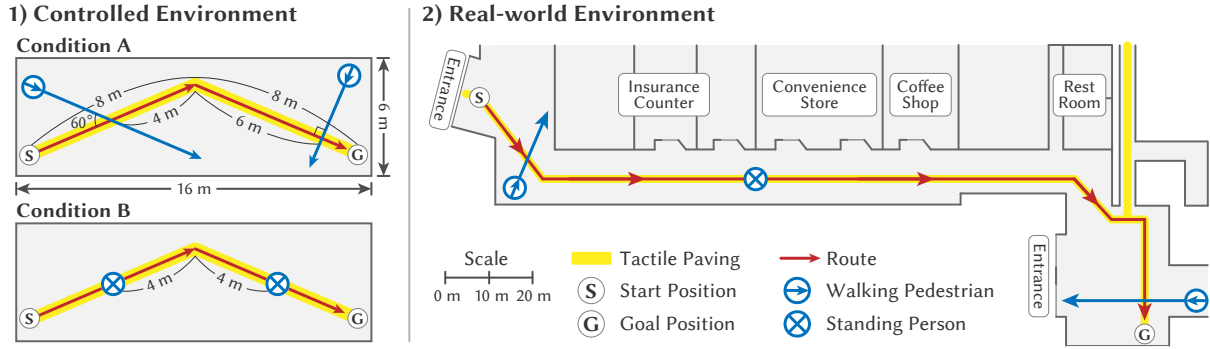 1) Controlled Environment
Condition A
8 m
8 m
60°
4 m
6 m
S
G
6 m
16 m
Condition B
4 m
4 m
S
G
2) Real-world Environment
Entrance
S
Insurance
Counter
Convenience
Store
Coffee
Shop
Rest
Room
Entrance
G
Scale
0 m 10 m 20 m
Tactile Paving
S Start Position
G Goal Position
Route
Walking Pedestrian
Standing Person